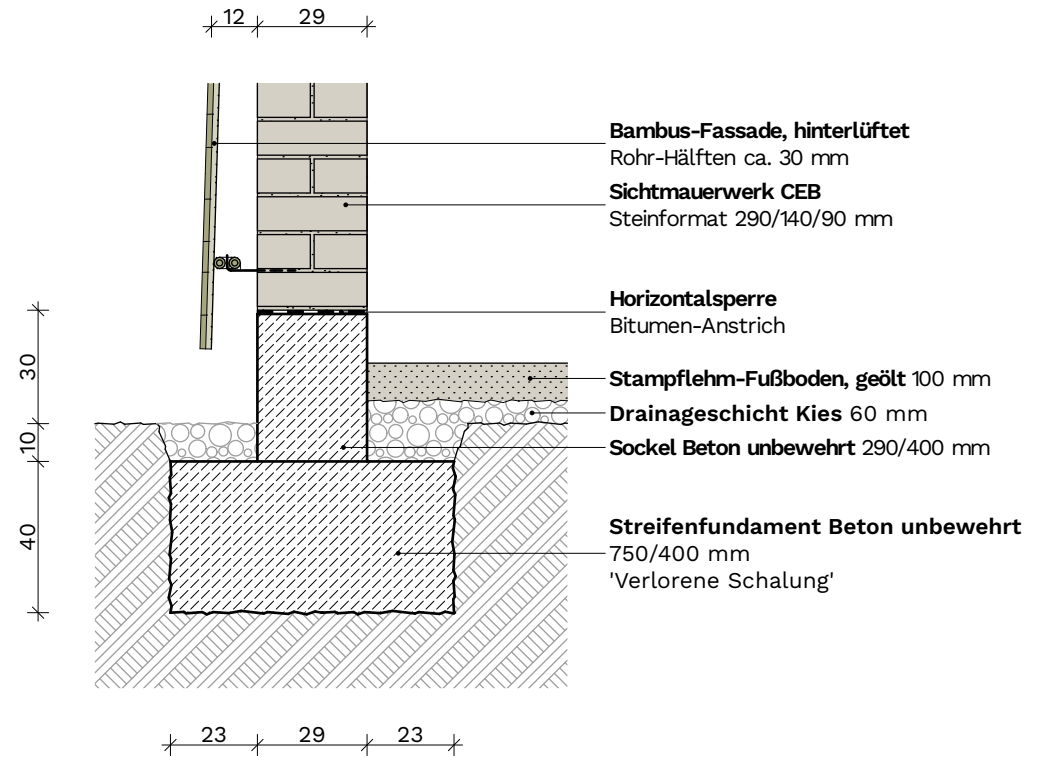 12 29
Bambus-Fassade, hinterlüftet
Rohr-Hälften ca. 30 mm
Sichtmauerwerk CEB
Steinformat 290/140/90 mm
Horizontalsperre
Bitumen-Anstrich
30
Stampflehm-Fußboden, geölt 100 mm
Drainageschicht Kies 60 mm
10
Sockel Beton unbewehrt 290/400 mm
40
Streifenfundament Beton unbewehrt
750/400 mm
'Verlorene Schalung'
23 29 23